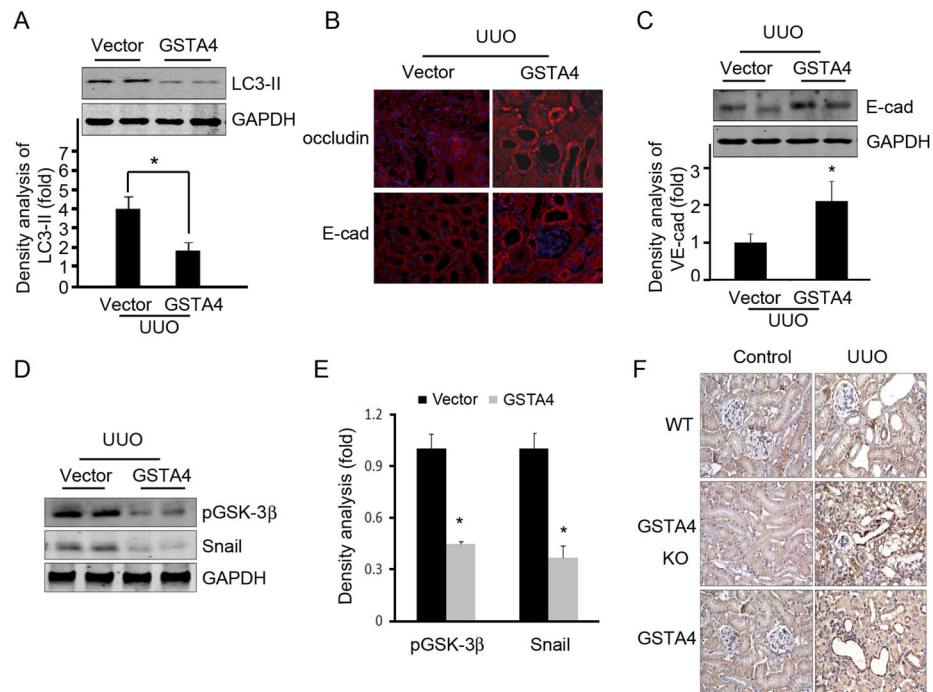 A
Vector GSTA4
LC3-II
GAPDH
Density analysis of
LC3-II (fold)
7
6
5
4
3
2
1
0
*
Vector GSTA4
UUO
B
UUO
Vector GSTA4
occludin
E-cad
C
UUO
Vector GSTA4
E-cad
GAPDH
Density analysis of
VE-cad (fold)
3
2
1
0
*
Vector GSTA4
UUO
D
UUO
Vector GSTA4
pGSK-3β
Snail
GAPDH
E
Vector GSTA4
Density analysis (fold)
1.2
0.9
0.6
0.3
0.0
*
*
pGSK-3β Snail
F
Control UUO
WT
GSTA4
KO
GSTA4